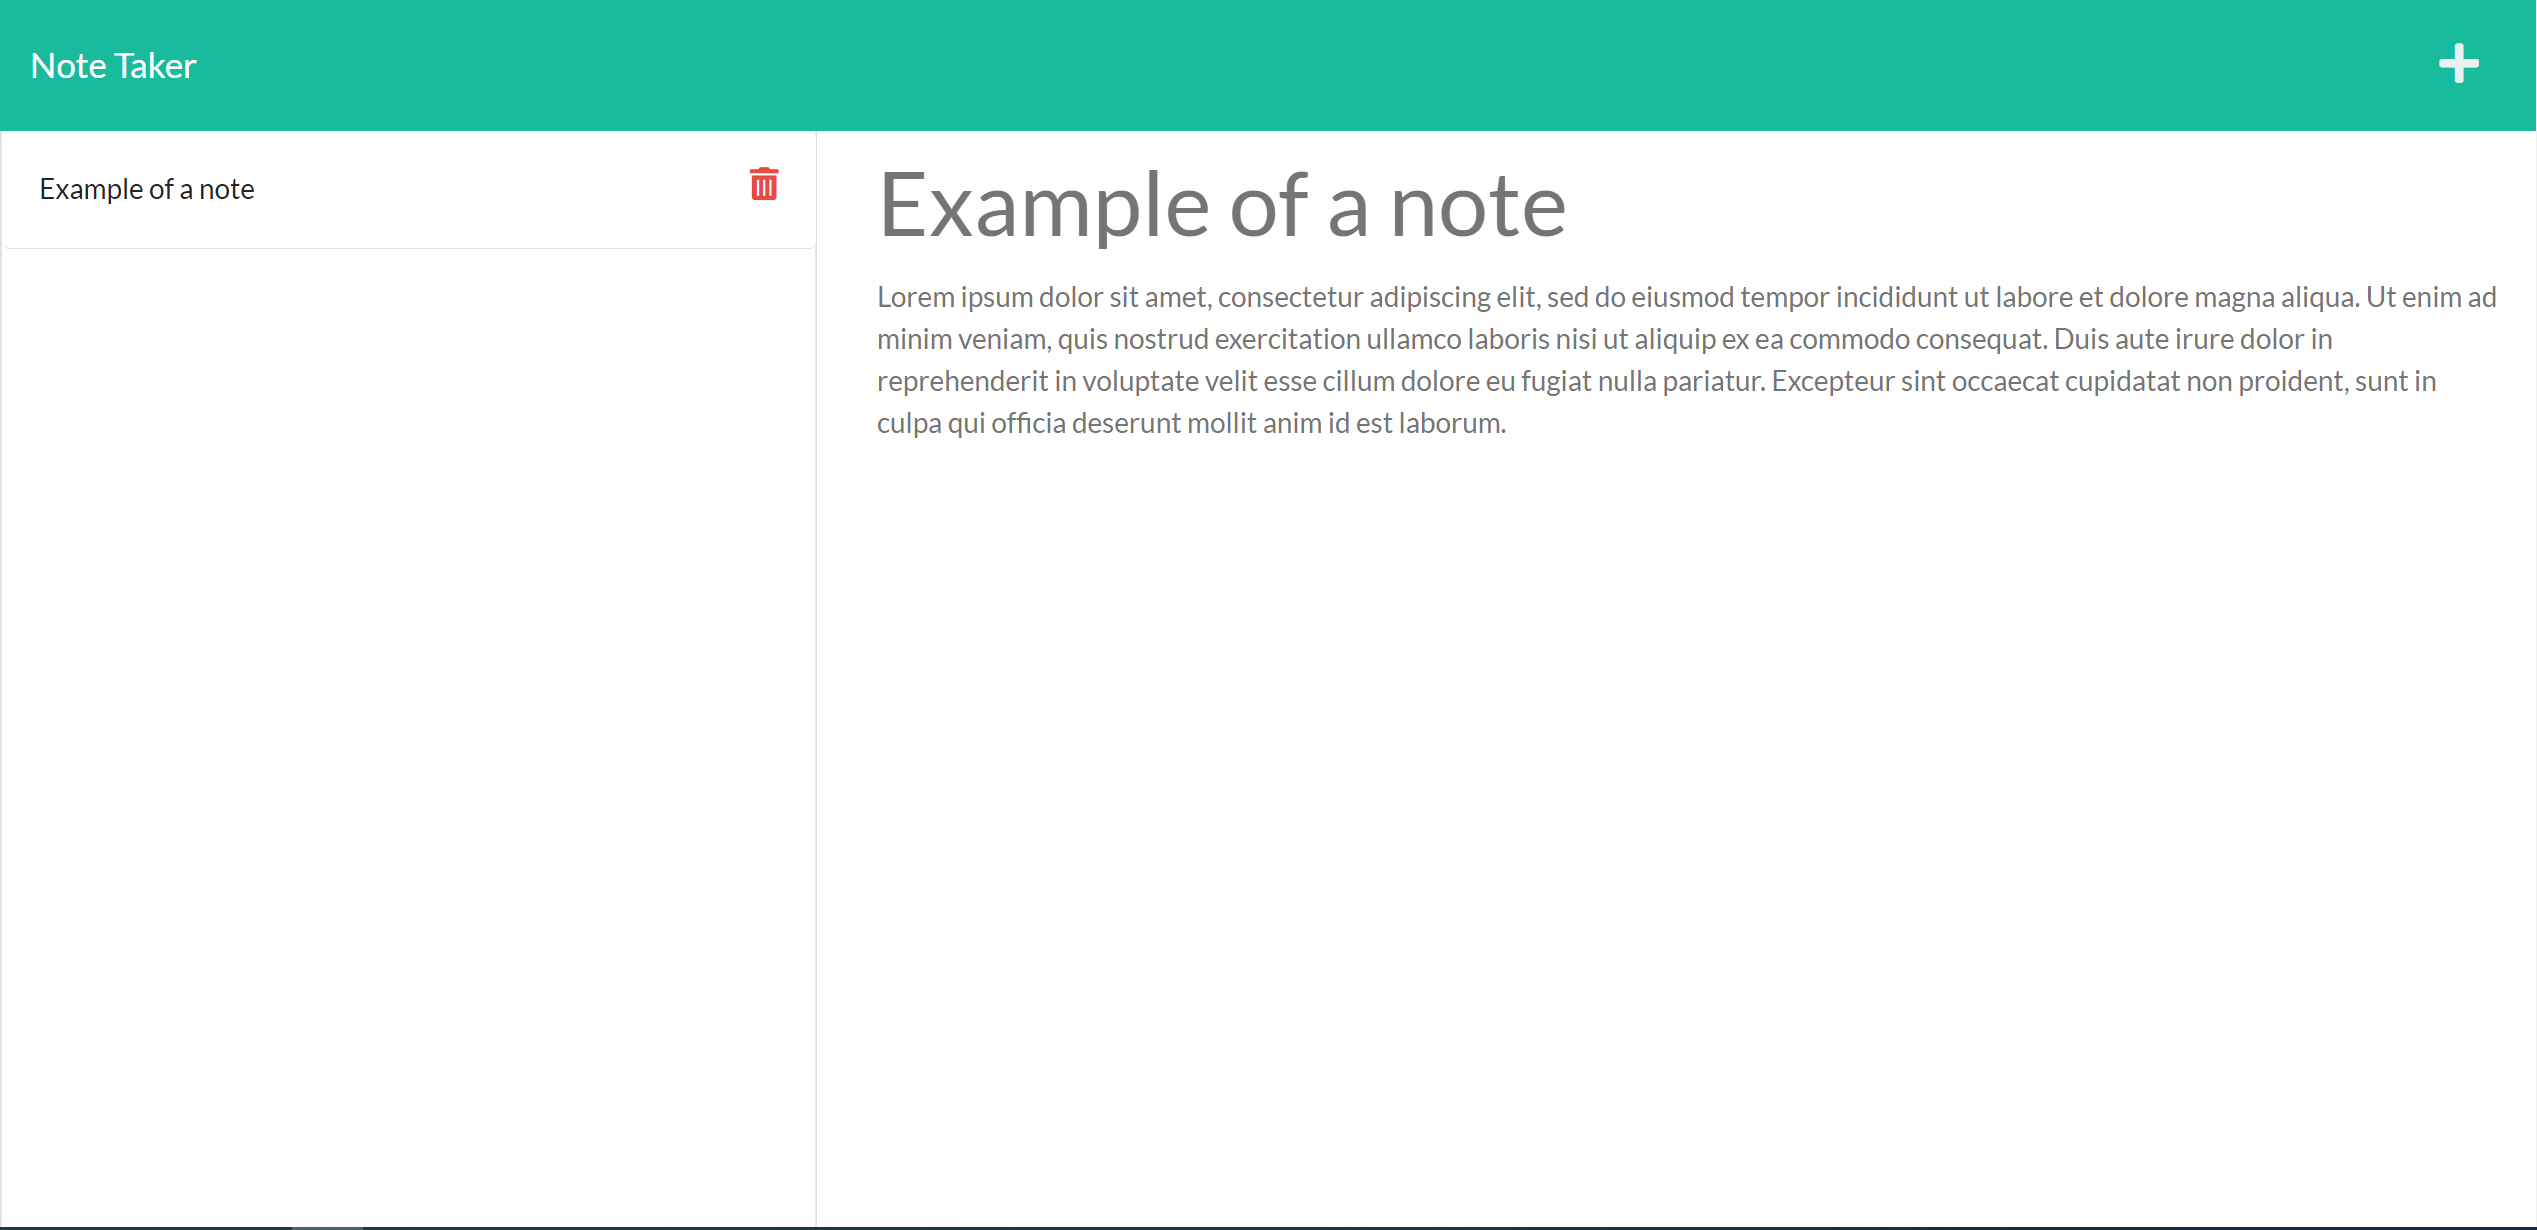 Note Taker
Example of a note
Example of a note
Lorem ipsum dolor sit amet, consectetur adipiscing elit, sed do eiusmod tempor incididunt ut labore et dolore magna aliqua. Ut enim ad
minim veniam, quis nostrud exercitation ullamco laboris nisi ut aliquip ex ea commodo consequat. Duis aute irure dolor in
reprehenderit in voluptate velit esse cillum dolore eu fugiat nulla pariatur. Excepteur sint occaecat cupidatat non proident, sunt in
culpa qui officia deserunt mollit anim id est laborum.